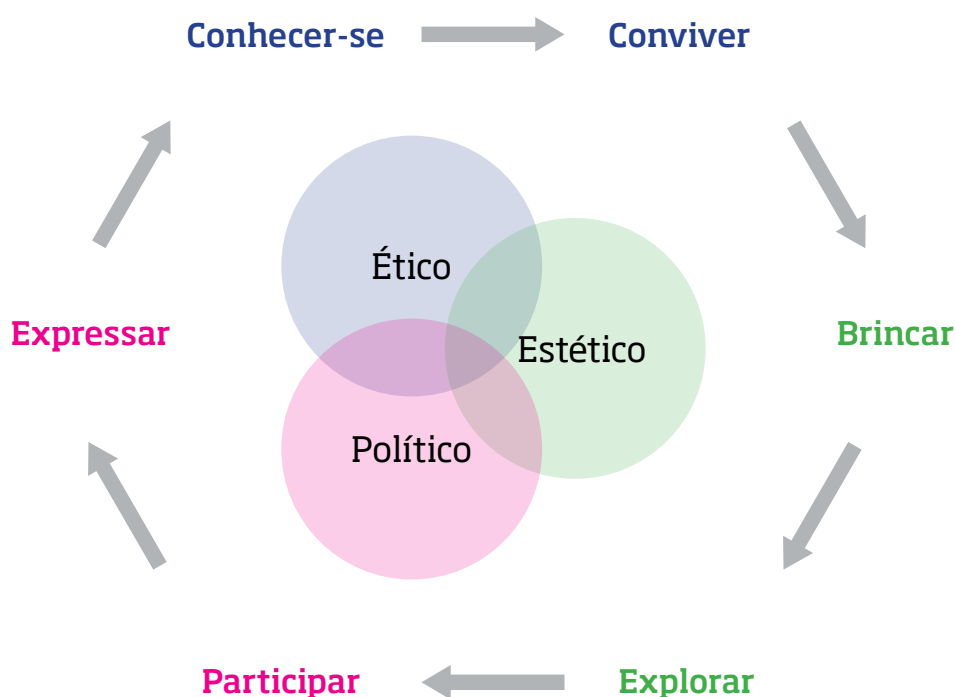 Conhecer-se
Conviver
Ético
Expressar
Estético
Brincar
Político
Participar
Explorar